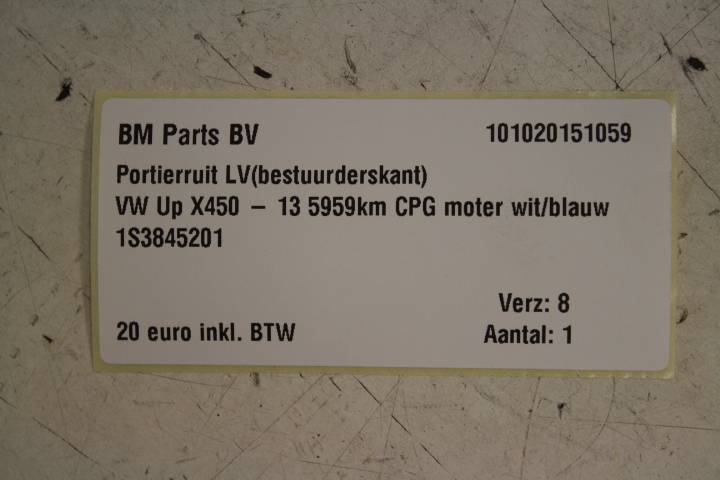 BM Parts BV 101020151059
Portierruit LV(bestuurderskant)
VW Up X450 – 13 5959km CPG moter wit/blauw
1S3845201
Verz: 8
20 euro inkl. BTW Aantal: 1